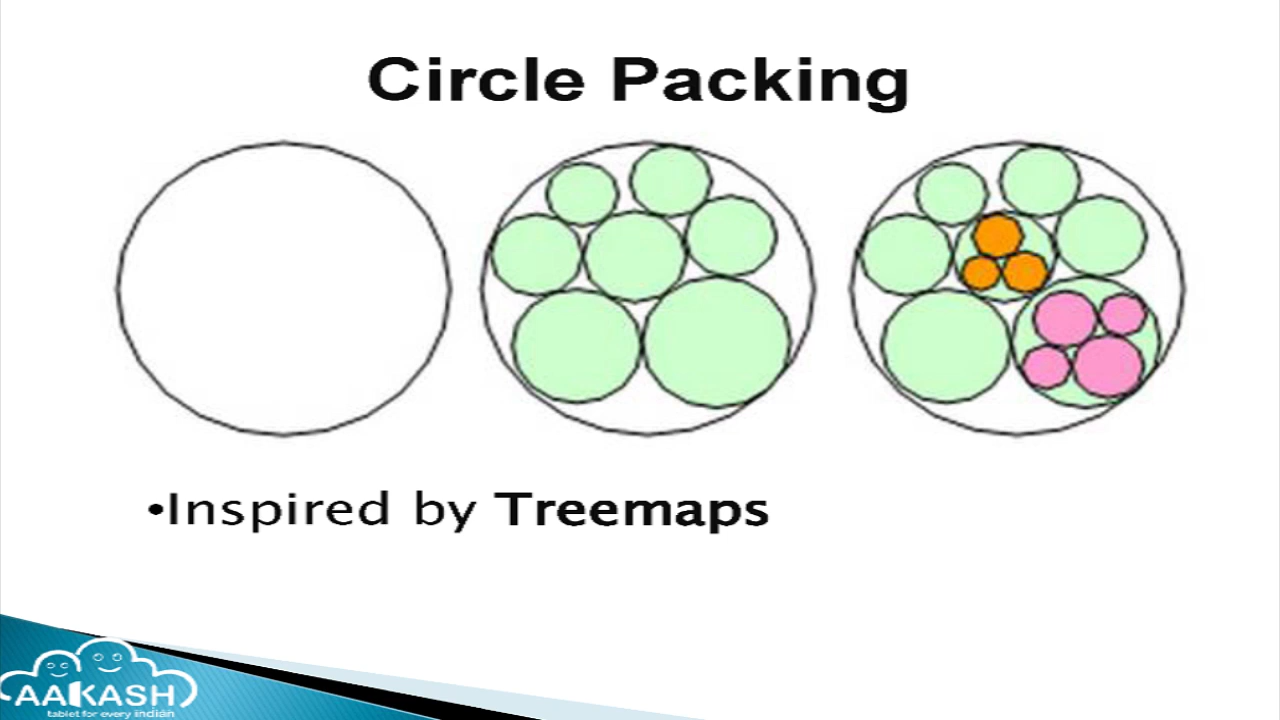 Circle Packing
•Inspired by Treemaps
AAKASH
tablet for every indian